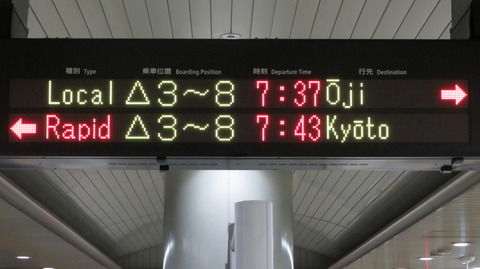 種別 Type 乗車位置 Boarding Position 時刻 Departure Time 行先 Destination
Local △3～8 7:37 Ōji →
← Rapid △3～8 7:43 Kyōto